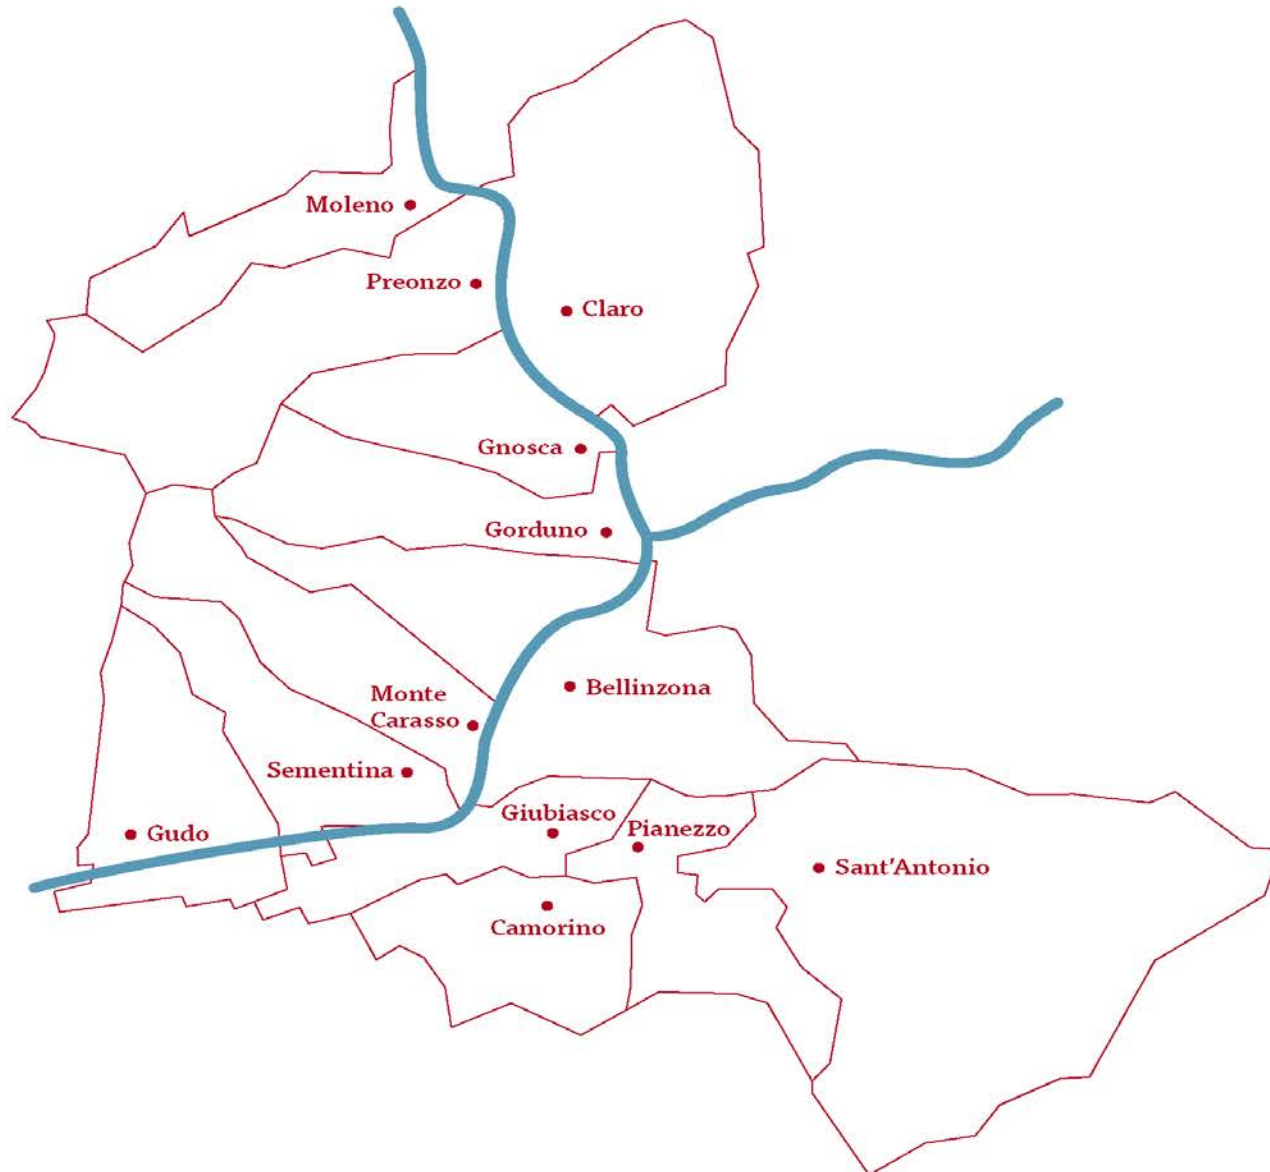 Moleno
Preonzo
Claro
Gnosca
Gorduno
Bellinzona
Monte
Carasso
Sementina
Giubiasco
Gudo
Pianezzo
Sant'Antonio
Camorino